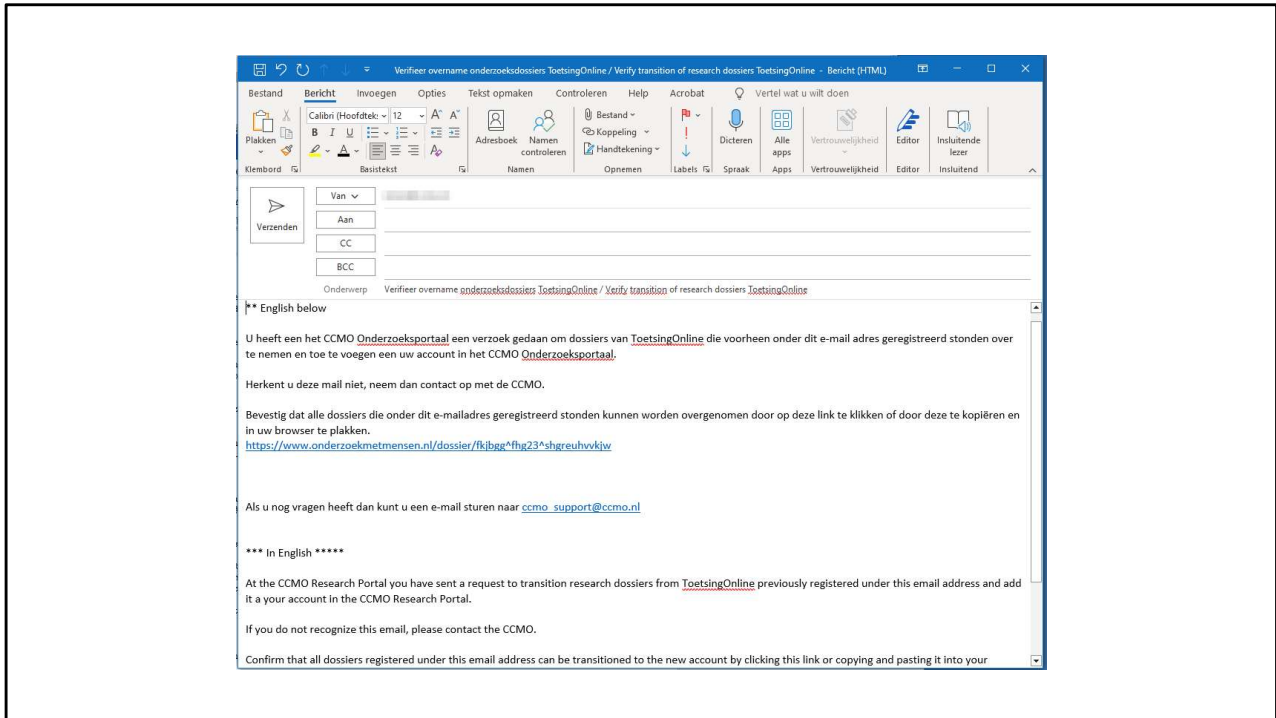 Verifieer overname onderzoeksdossiers ToetsingOnline / Verify transition of research dossiers ToetsingOnline - Bericht (HTML)
Bestand Bericht Invoegen Opties Tekst opmaken Controleren Help Acrobat Vertel wat u wilt doen
Plakken
Klembord
Calibri (Hoofdtek: 12 A^ A˅
B I U
Basistekst
Adresboek
Namen controleren
Namen
Bestand
Koppeling
Handtekening
Opnemen
Labels
Dicteren
Spraak
Alle apps
Apps
Vertrouwelijkheid
Vertrouwelijkheid
Editor
Editor
Insluitende lezer
Insluitend
Verzenden
Van
Aan
CC
BCC
Onderwerp Verifieer overname onderzoeksdossiers ToetsingOnline / Verify transition of research dossiers ToetsingOnline
** English below
U heeft een het CCMO Onderzoeksportaal een verzoek gedaan om dossiers van ToetsingOnline die voorheen onder dit e-mail adres geregistreerd stonden over
te nemen en toe te voegen een uw account in het CCMO Onderzoeksportaal.
Herkent u deze mail niet, neem dan contact op met de CCMO.
Bevestig dat alle dossiers die onder dit e-mailadres geregistreerd stonden kunnen worden overgenomen door op deze link te klikken of door deze te kopiëren en
in uw browser te plakken.
https://www.onderzoekmetmensen.nl/dossier/fkjbgg^fhg23^shgreuhvvkjw
Als u nog vragen heeft dan kunt u een e-mail sturen naar ccmo_support@ccmo.nl
*** In English *****
At the CCMO Research Portal you have sent a request to transition research dossiers from ToetsingOnline previously registered under this email address and add
it a your account in the CCMO Research Portal.
If you do not recognize this email, please contact the CCMO.
Confirm that all dossiers registered under this email address can be transitioned to the new account by clicking this link or copying and pasting it into your